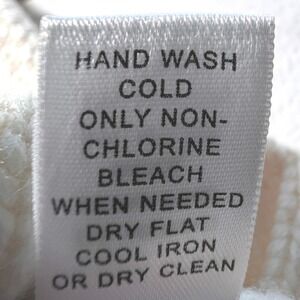 HAND WASH
COLD
ONLY NON-
CHLORINE
BLEACH
WHEN NEEDED
DRY FLAT
COOL IRON
OR DRY CLEAN